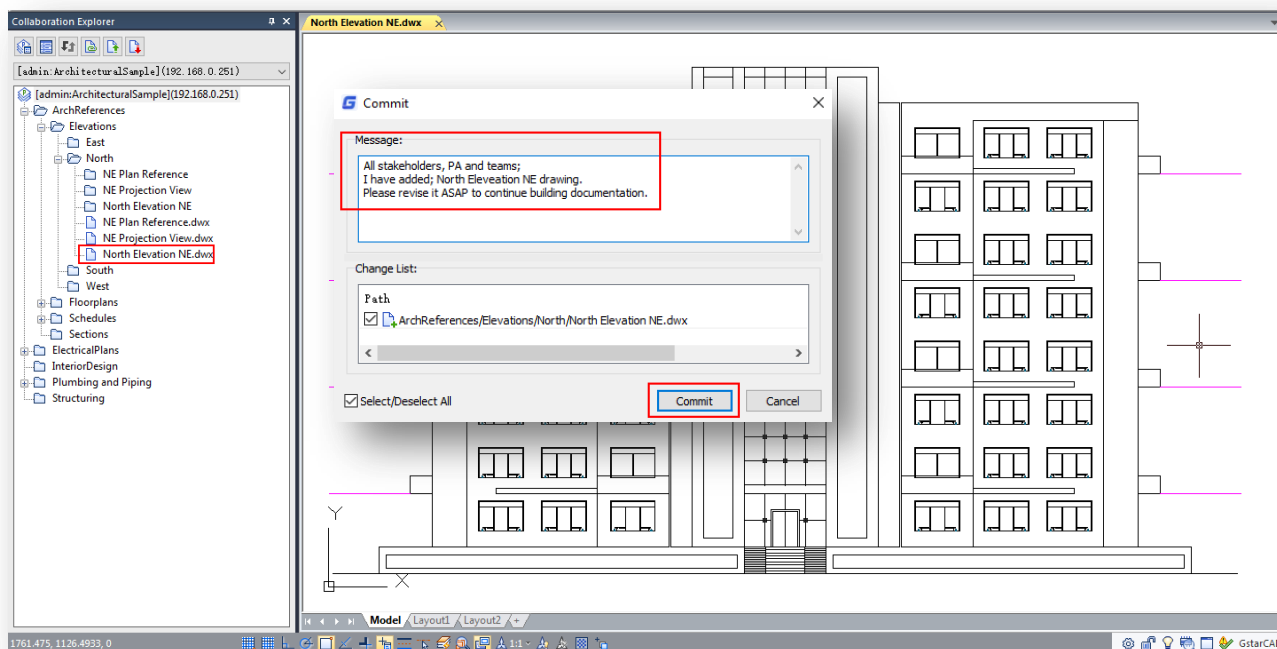 Collaboration Explorer
[admin:ArchitecturalSample](192.168.0.251)
[admin:ArchitecturalSample](192.168.0.251)
ArchReferences
Elevations
East
North
NE Plan Reference
NE Projection View
North Elevation NE
NE Plan Reference.dwx
NE Projection View.dwx
North Elevation NE.dwx
South
West
Floorplans
Schedules
Sections
ElectricalPlans
InteriorDesign
Plumbing and Piping
Structuring
North Elevation NE.dwx
Commit
Message:
All stakeholders, PA and teams;
I have added; North Eleveation NE drawing.
Please revise it ASAP to continue building documentation.
Change List:
Path
ArchReferences/Elevations/North/North Elevation NE.dwx
Select/Deselect All
Commit
Cancel
Y
X
Model
Layout1
Layout2
+
1761.475, 1126.4933, 0
1:1
GstarCAD